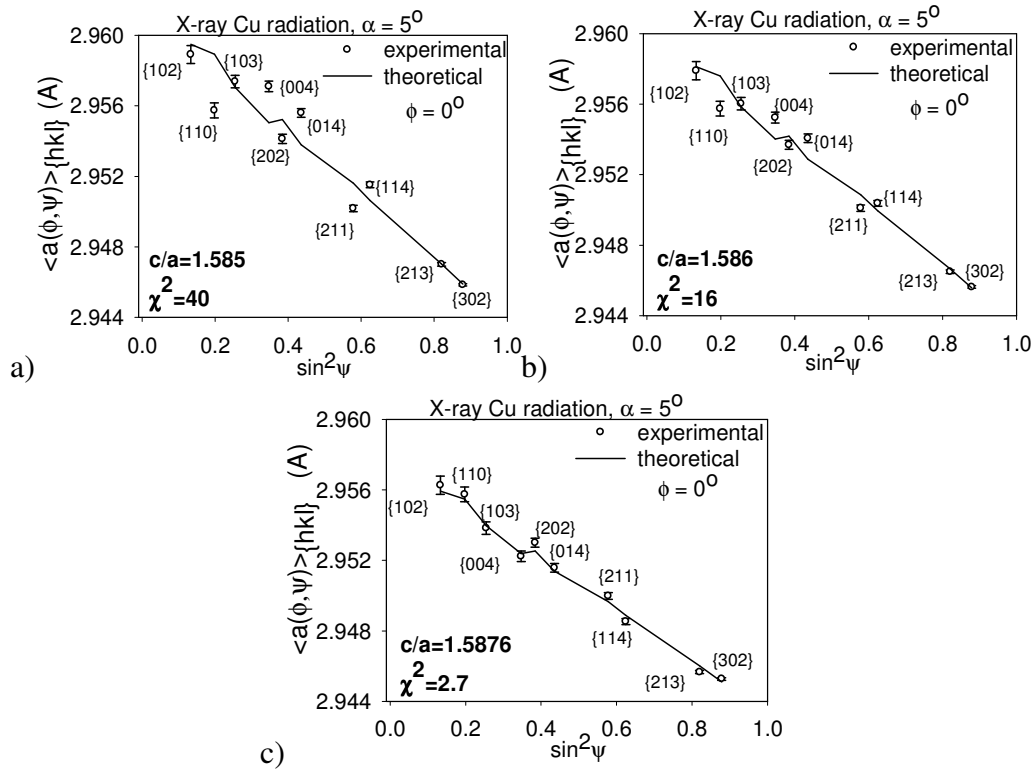 X-ray Cu radiation, α = 5°
experimental
theoretical
ϕ = 0°
<a(ϕ,ψ)>{hkl} (A)
2.960
2.956
2.952
2.948
2.944
{102}
{103}
{004}
{110}
{014}
{202}
{114}
{211}
{213}
{302}
c/a=1.585
χ²=40
0.0 0.2 0.4 0.6 0.8 1.0
sin²ψ
a)
X-ray Cu radiation, α = 5°
experimental
theoretical
ϕ = 0°
<a(ϕ,ψ)>{hkl} (A)
2.960
2.956
2.952
2.948
2.944
{102}
{103}
{004}
{110}
{014}
{202}
{114}
{211}
{213}
{302}
c/a=1.586
χ²=16
0.0 0.2 0.4 0.6 0.8 1.0
sin²ψ
b)
X-ray Cu radiation, α = 5°
experimental
theoretical
ϕ = 0°
<a(ϕ,ψ)>{hkl} (A)
2.960
2.956
2.952
2.948
2.944
{110}
{102}
{103}
{202}
{004}
{014}
{211}
{114}
{302}
{213}
c/a=1.5876
χ²=2.7
0.0 0.2 0.4 0.6 0.8 1.0
sin²ψ
c)